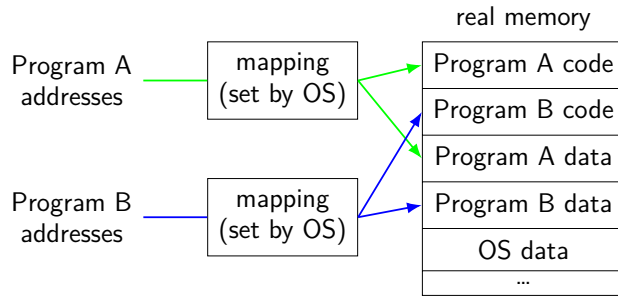 real memory
Program A
addresses
mapping
(set by OS)
Program A code
Program B code
Program A data
Program B
addresses
mapping
(set by OS)
Program B data
OS data
...